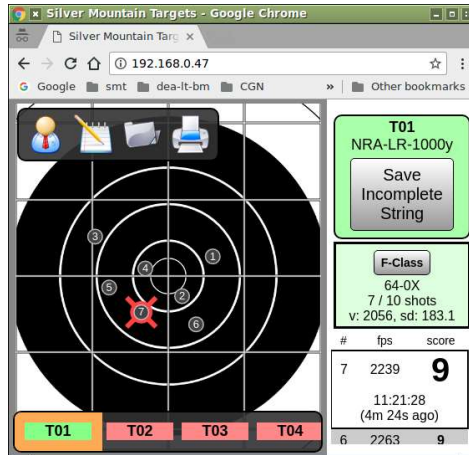 Silver Mountain Targets - Google Chrome
Silver Mountain Targ
192.168.0.47
Google smt dea-lt-bm CGN » Other bookmarks
T01
NRA-LR-1000y
Save
Incomplete
String
F-Class
64-0X
7 / 10 shots
v: 2056, sd: 183.1
# fps score
7 2239 9
11:21:28
(4m 24s ago)
6 2263 9
3
1
4
5
2
7
6
T01 T02 T03 T04